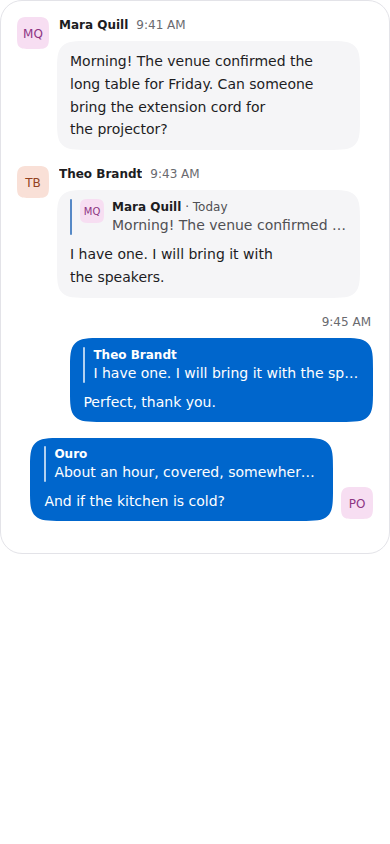 MQ
Mara Quill 9:41 AM
Morning! The venue confirmed the
long table for Friday. Can someone
bring the extension cord for
the projector?
TB
Theo Brandt 9:43 AM
MQ
Mara Quill · Today
Morning! The venue confirmed …
I have one. I will bring it with
the speakers.
9:45 AM
Theo Brandt
I have one. I will bring it with the sp…
Perfect, thank you.
Ouro
About an hour, covered, somewher…
And if the kitchen is cold?
PO